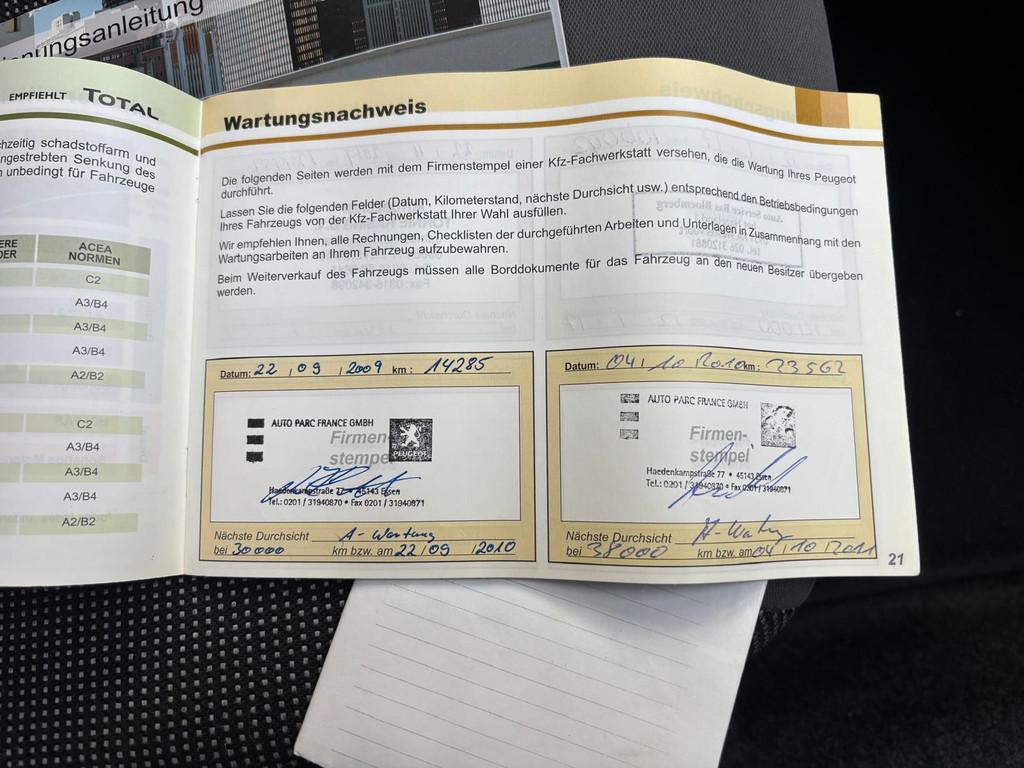 nungsanleitung
EMPFIEHLT TOTAL
hzeitig schadstoffarm und
ngestrebten Senkung des
unbedingt für Fahrzeuge
ACEA
NORMEN
C2
A3/B4
A3/B4
A3/B4
A2/B2
C2
A3/B4
A3/B4
A3/B4
A2/B2
Wartungsnachweis
Die folgenden Seiten werden mit dem Firmenstempel einer Kfz-Fachwerkstatt versehen, die die Wartung Ihres Peugeot
durchführt.
Lassen Sie die folgenden Felder (Datum, Kilometerstand, nächste Durchsicht usw.) entsprechend den Betriebsbedingungen
Ihres Fahrzeugs von der Kfz-Fachwerkstatt Ihrer Wahl ausfüllen.
Wir empfehlen Ihnen, alle Rechnungen, Checklisten der durchgeführten Arbeiten und Unterlagen in Zusammenhang mit den
Wartungsarbeiten an Ihrem Fahrzeug aufzubewahren.
Beim Weiterverkauf des Fahrzeugs müssen alle Borddokumente für das Fahrzeug an den neuen Besitzer übergeben
werden.
Datum: 22 / 09 / 2009 km : 14285
AUTO PARC FRANCE GMBH
Firmen-
stempel
PEUGEOT
Haedenkampstraße 77 • 45143 Essen
Tel.: 0201 / 31940870 • Fax 0201 / 31940871
Nächste Durchsicht A-Wartung
bei 30000 km bzw. am 22 / 09 / 2010
Datum: 04 / 10 / 2010 km : 23562
AUTO PARC FRANCE GMBH
Firmen-
stempel
Haedenkampstraße 77 • 45143 Essen
Tel.: 0201 / 31940870 • Fax 0201 / 31940871
Nächste Durchsicht A-Wartung
bei 38000 km bzw. am 04 / 10 / 2011
21